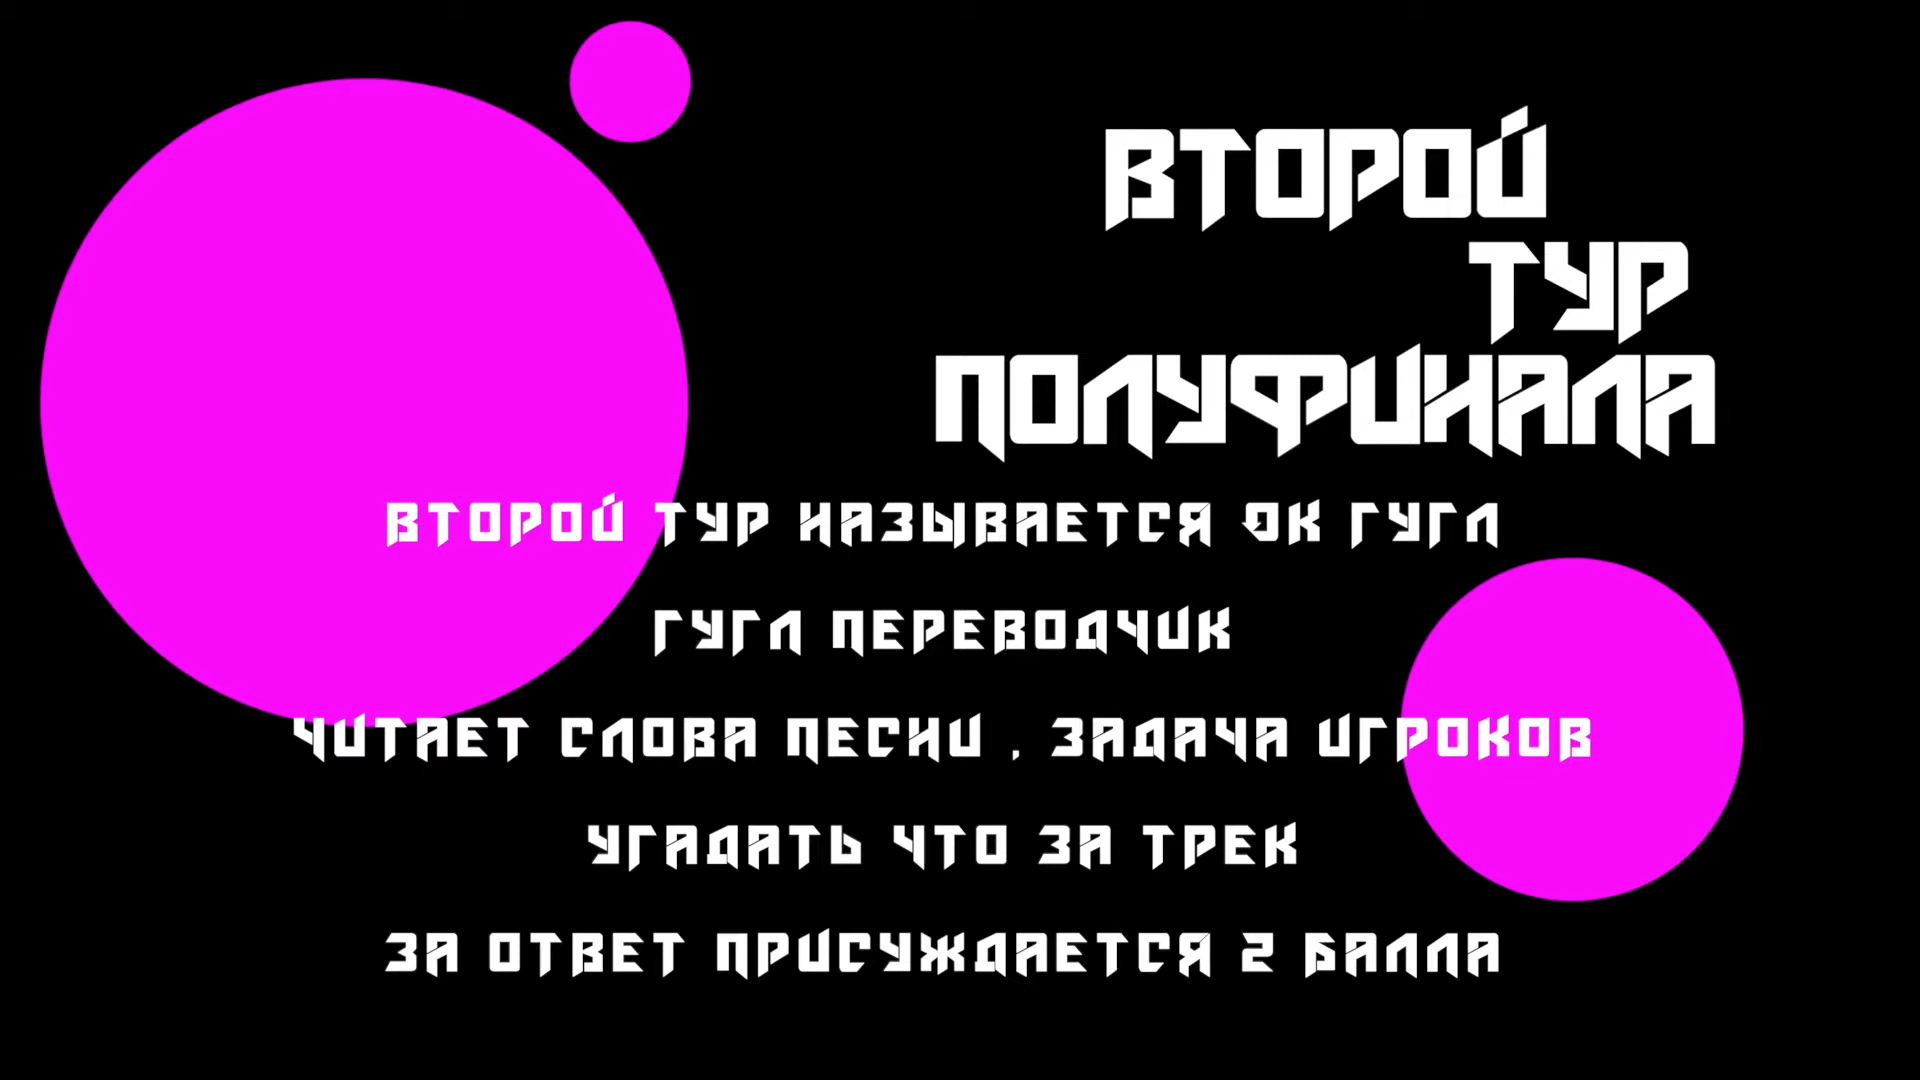 ВТОРОЙ
ТУР
ПОЛУФИНАЛА
ВТОРОЙ ТУР НАЗЫВАЕТСЯ ОК ГУГЛ
ГУГЛ ПЕРЕВОДЧИК
ЧИТАЕТ СЛОВА ПЕСНИ , ЗАДАЧА ИГРОКОВ
УГАДАТЬ ЧТО ЗА ТРЕК
ЗА ОТВЕТ ПРИСУЖДАЕТСЯ 2 БАЛЛА